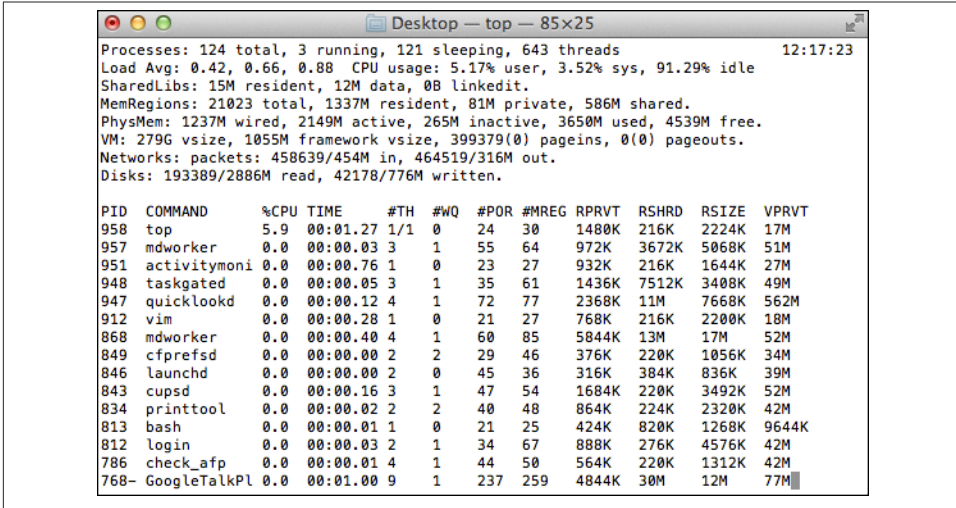 Desktop — top — 85×25
Processes: 124 total, 3 running, 121 sleeping, 643 threads 12:17:23
Load Avg: 0.42, 0.66, 0.88 CPU usage: 5.17% user, 3.52% sys, 91.29% idle
SharedLibs: 15M resident, 12M data, 0B linkedit.
MemRegions: 21023 total, 1337M resident, 81M private, 586M shared.
PhysMem: 1237M wired, 2149M active, 265M inactive, 3650M used, 4539M free.
VM: 279G vsize, 1055M framework vsize, 399379(0) pageins, 0(0) pageouts.
Networks: packets: 458639/454M in, 464519/316M out.
Disks: 193389/2886M read, 42178/776M written.
PID COMMAND %CPU TIME #TH #WQ #POR #MREG RPRVT RSHRD RSIZE VPRVT
958 top 5.9 00:01.27 1/1 0 24 30 1480K 216K 2224K 17M
957 mdworker 0.0 00:00.03 3 1 55 64 972K 3672K 5068K 51M
951 activitymoni 0.0 00:00.76 1 0 23 27 932K 216K 1644K 27M
948 taskgated 0.0 00:00.05 3 1 35 61 1436K 7512K 3408K 49M
947 quicklookd 0.0 00:00.12 4 1 72 77 2368K 11M 7668K 562M
912 vim 0.0 00:00.28 1 0 21 27 768K 216K 2200K 18M
868 mdworker 0.0 00:00.40 4 1 60 85 5844K 13M 17M 52M
849 cfprefsd 0.0 00:00.00 2 2 29 46 376K 220K 1056K 34M
846 launchd 0.0 00:00.00 2 0 45 36 316K 384K 836K 39M
843 cupsd 0.0 00:00.16 3 1 47 54 1684K 220K 3492K 52M
834 printtool 0.0 00:00.02 2 2 40 48 864K 224K 2320K 42M
813 bash 0.0 00:00.01 1 0 21 25 424K 820K 1268K 9644K
812 login 0.0 00:00.03 2 1 34 67 888K 276K 4576K 42M
786 check_afp 0.0 00:00.01 4 1 44 50 564K 220K 1312K 42M
768- GoogleTalkPl 0.0 00:01.00 9 1 237 259 4844K 30M 12M 77M